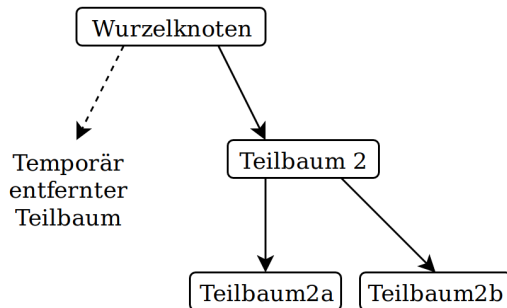 Wurzelknoten
Temporär
entfernter
Teilbaum
Teilbaum 2
Teilbaum2a
Teilbaum2b